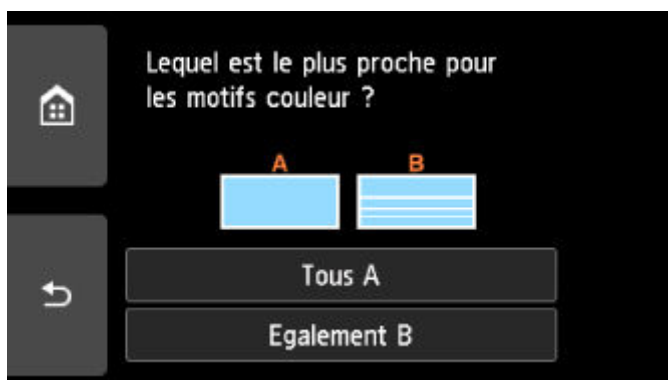 Lequel est le plus proche pour
les motifs couleur ?
A B
Tous A
Egalement B